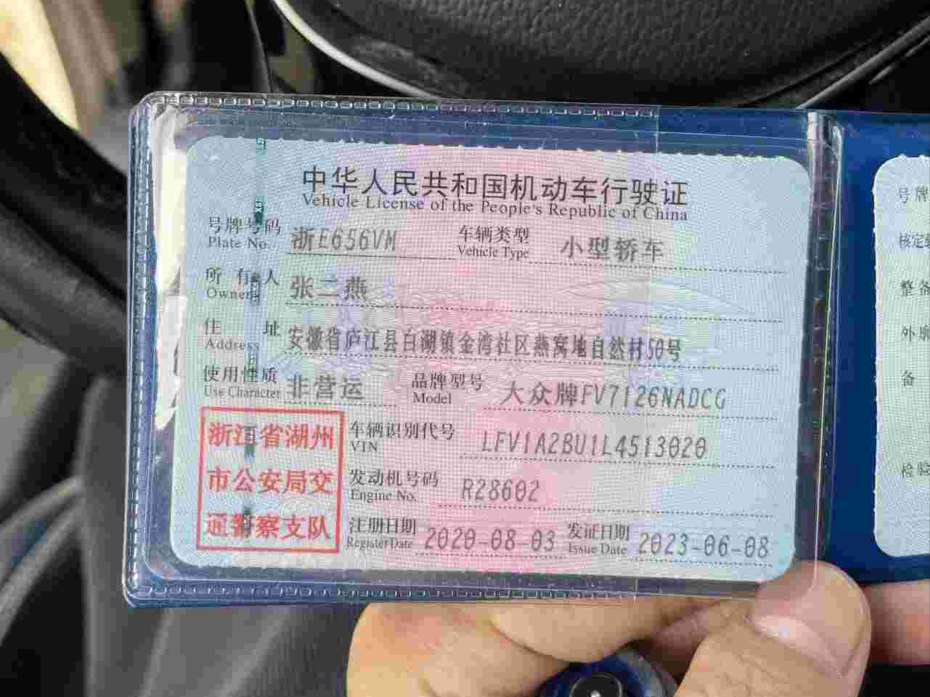 中华人民共和国机动车行驶证
Vehicle License of the People's Republic of China
号牌号码 浙E656VM 车辆类型 小型轿车
Plate No. Vehicle Type
所有人 张二燕
Owner
住址 安徽省庐江县白湖镇金湾社区燕窝地自然村50号
Address
使用性质 非营运 品牌型号 大众牌FV7126NADCG
Use Character Model
浙江省湖州
市公安局交
通警察支队
车辆识别代号 LFV1A2BU1L4513020
VIN
发动机号码 R28602
Engine No.
注册日期 2020-08-03 发证日期 2023-06-08
Register Date Issue Date
号牌
核定
整备
外廓
备
检验